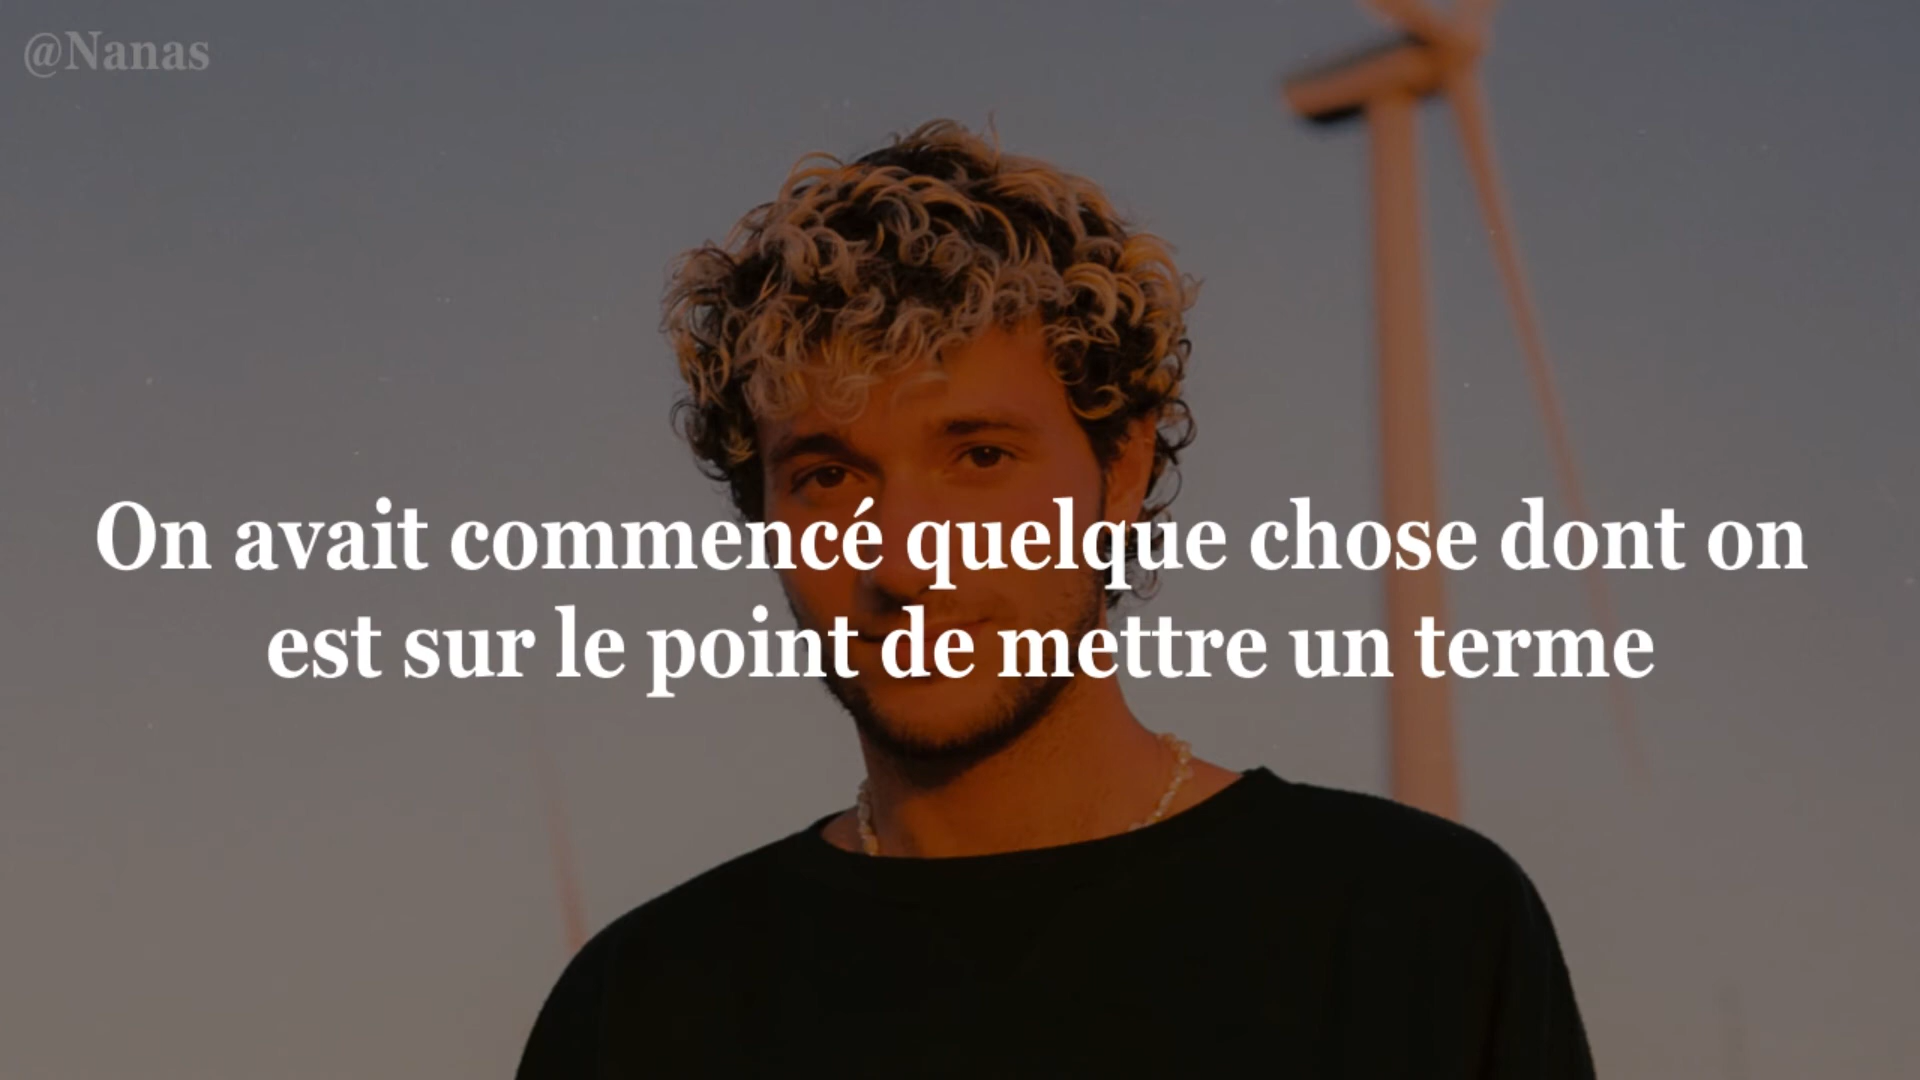 @Nanas
On avait commencé quelque chose dont on
est sur le point de mettre un terme